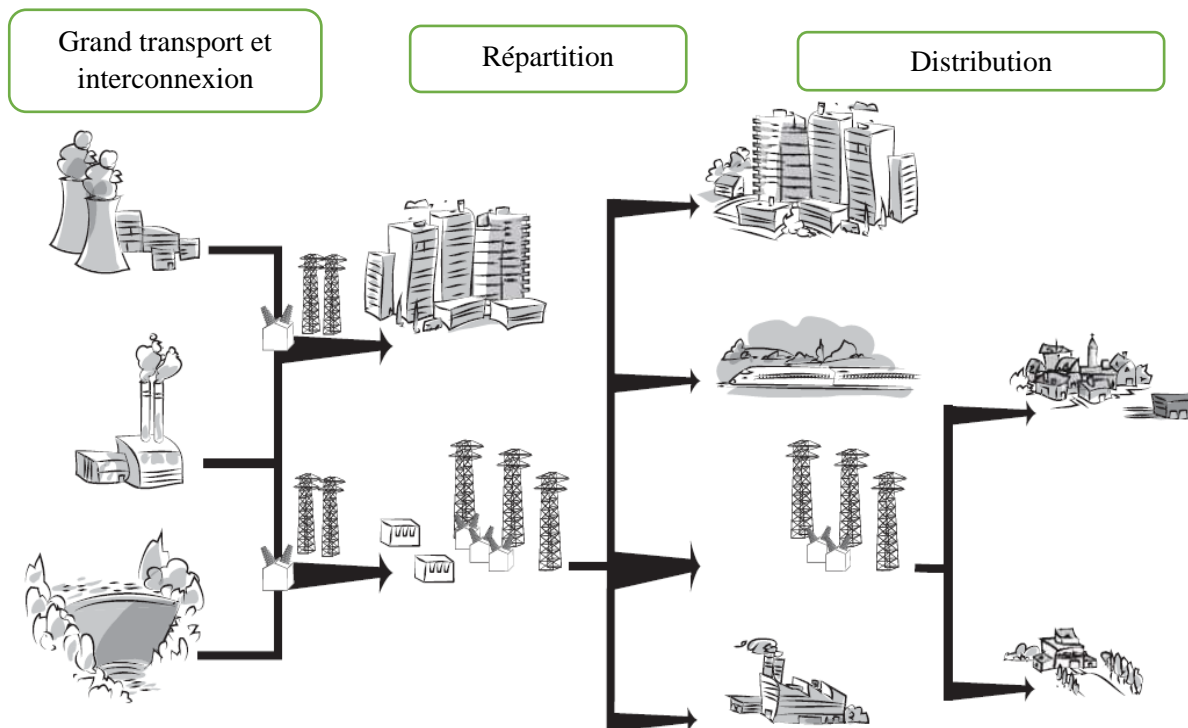 Grand transport et
interconnexion
Répartition
Distribution